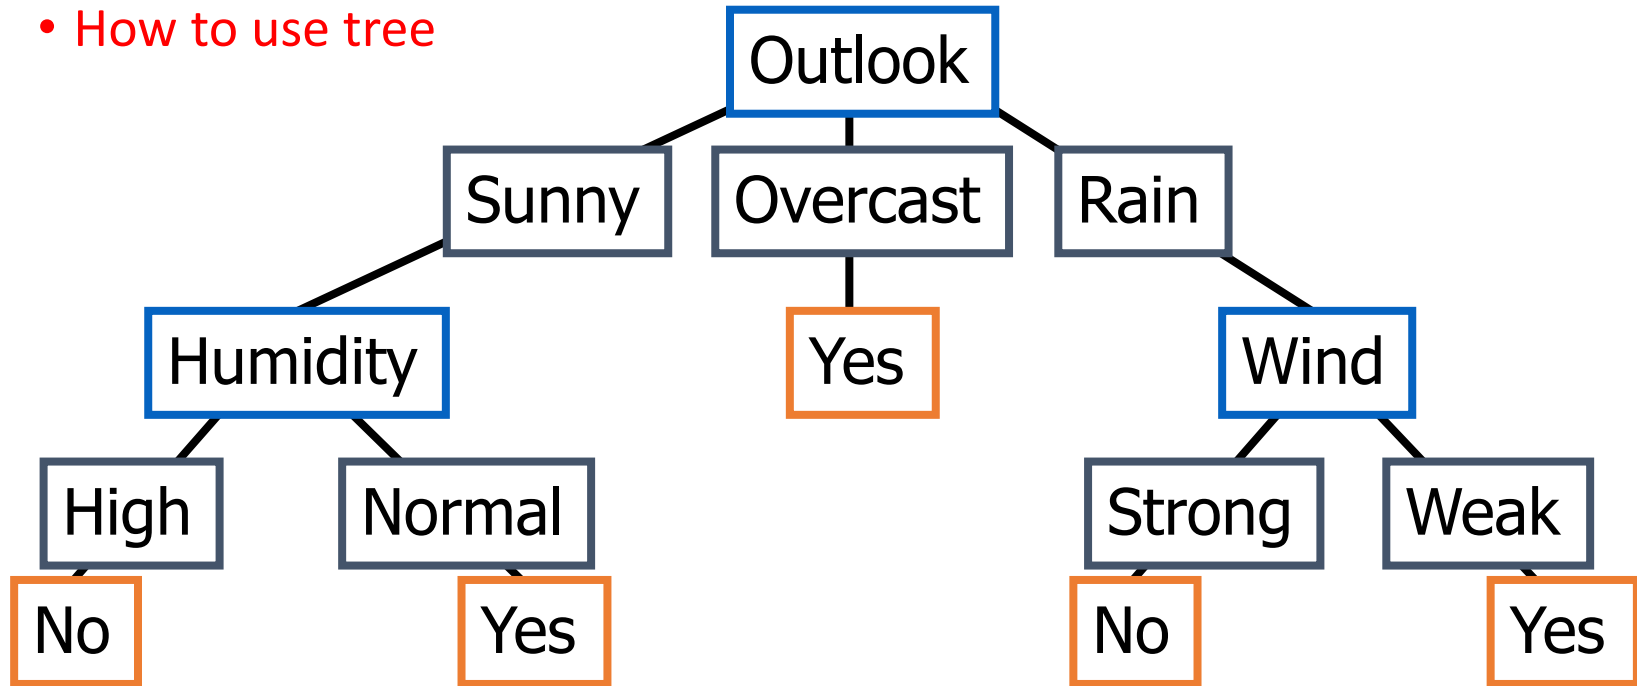 • How to use tree
Outlook
Sunny Overcast Rain
Humidity Yes Wind
High Normal Strong Weak
No Yes No Yes